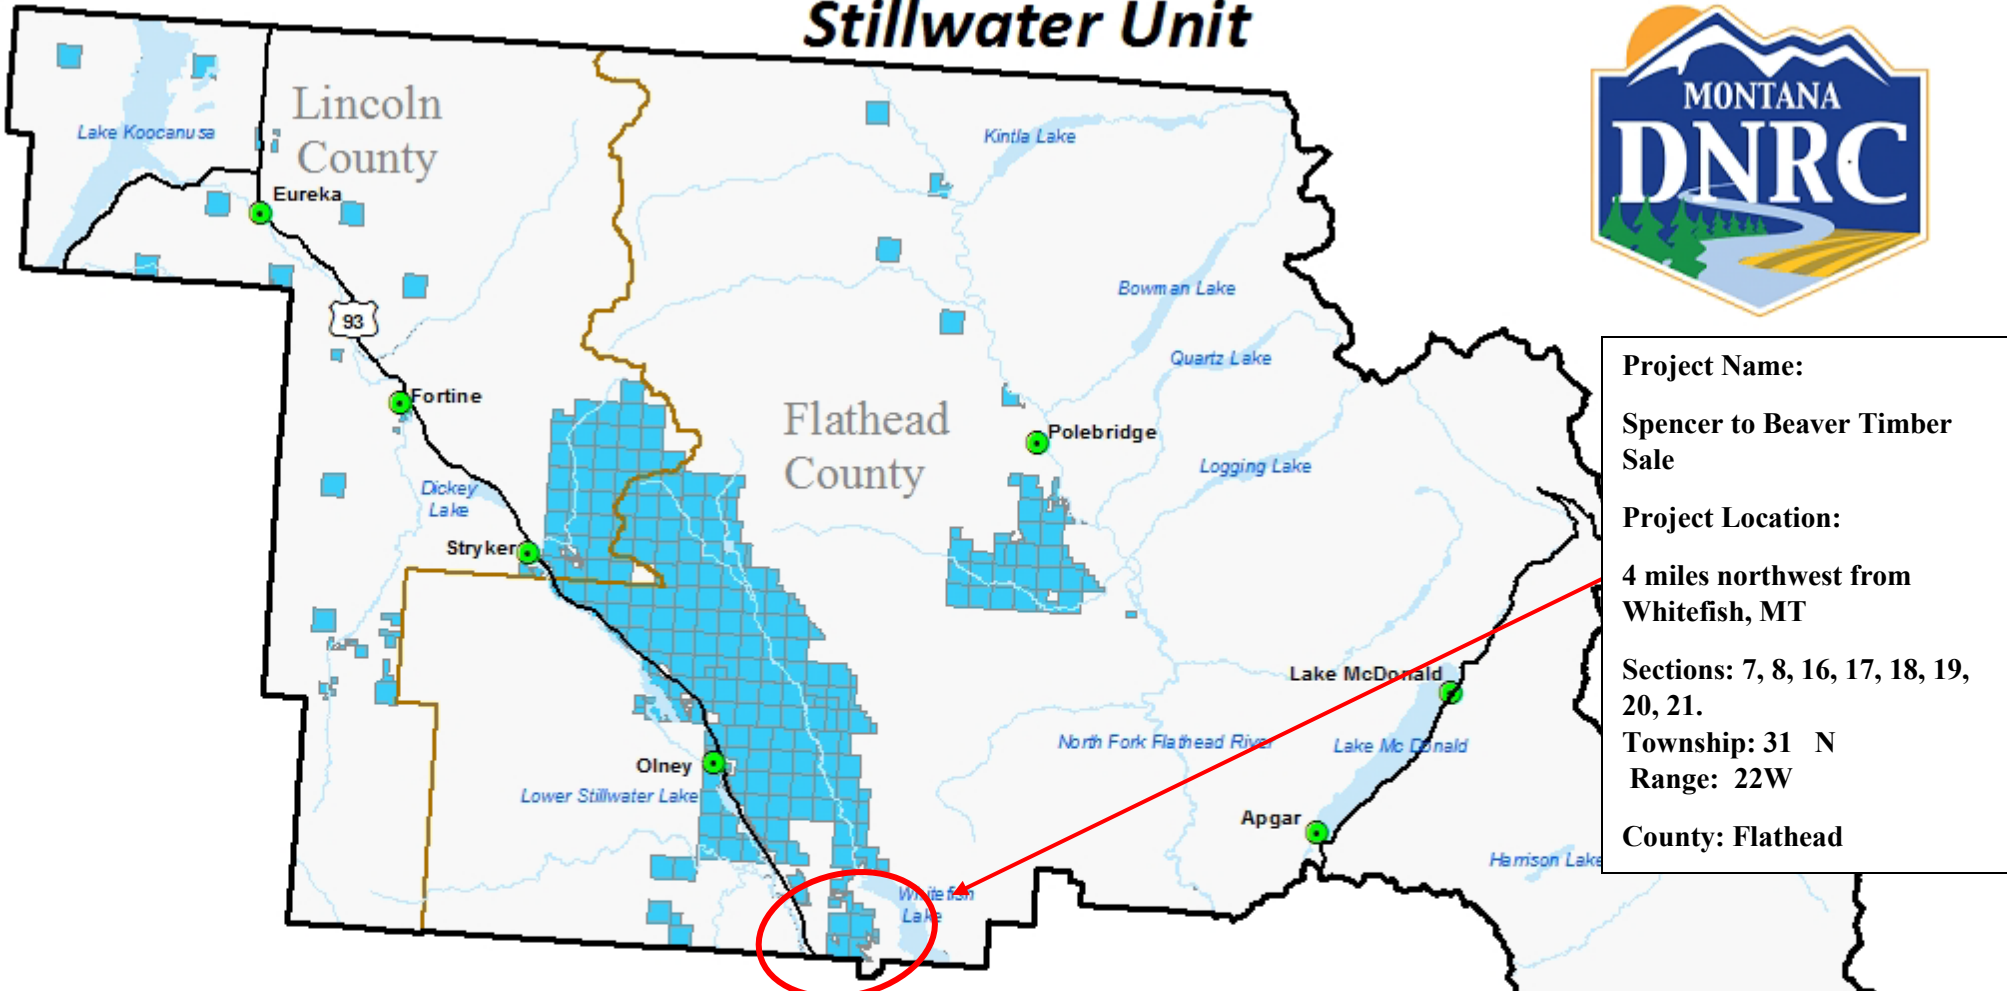 Stillwater Unit
MONTANA
DNRC
Lincoln
County
Lake Koocanusa
Kintla Lake
Eureka
Bowman Lake
93
Quartz Lake
Fortine
Flathead
County
Polebridge
Logging Lake
Dickey
Lake
Stryker
Lake McDonald
North Fork Flathead River
Lake Mc Donald
Olney
Lower Stillwater Lake
Apgar
Harrison Lake
Whitefish
Lake
Project Name:
Spencer to Beaver Timber
Sale
Project Location:
4 miles northwest from
Whitefish, MT
Sections: 7, 8, 16, 17, 18, 19,
20, 21.
Township: 31 N
Range: 22W
County: Flathead